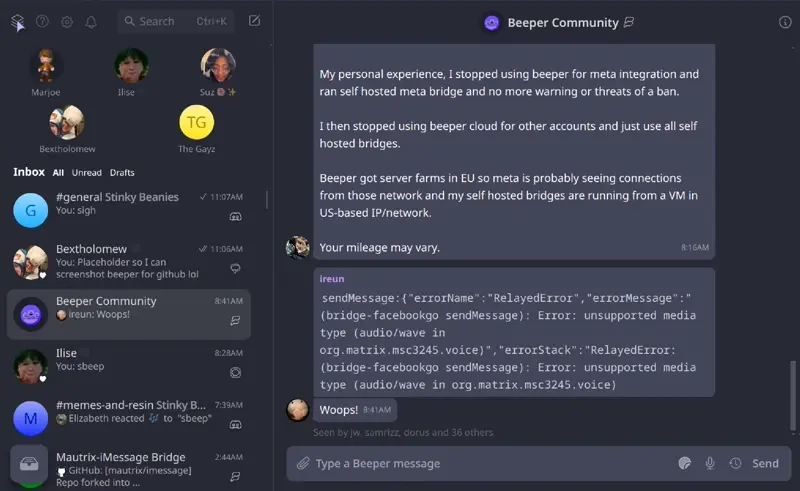 Search Ctrl+K
Marjoe
Ilise
Suz
Bextholomew
The Gayz
TG
Inbox All Unread Drafts
G
#general Stinky Beanies 11:07AM
You: sigh
Bextholomew 11:06AM
You: Placeholder so I can
screenshot beeper for github lol
Beeper Community 8:41AM
ireun: Woops!
Ilise 8:28AM
You: sbeep
M
#memes-and-resin Stinky B... 7:39AM
Elizabeth reacted to "sbeep"
Mautrix-iMessage Bridge 2:44AM
GitHub: [mautrix/imessage]
Repo forked into ...
Beeper Community
My personal experience, I stopped using beeper for meta integration and
ran self hosted meta bridge and no more warning or threats of a ban.
I then stopped using beeper cloud for other accounts and just use all self
hosted bridges.
Beeper got server farms in EU so meta is probably seeing connections
from those network and my self hosted bridges are running from a VM in
US-based IP/network.
Your mileage may vary. 8:16AM
ireun
sendMessage:{"errorName":"RelayedError","errorMessage":"
(bridge-facebookgo sendMessage): Error: unsupported media
type (audio/wave in
org.matrix.msc3245.voice)","errorStack":"RelayedError:
(bridge-facebookgo sendMessage): Error: unsupported media
type (audio/wave in org.matrix.msc3245.voice)
Woops! 8:41AM
Seen by jw, samrizz, dorus and 36 others
Type a Beeper message
Send